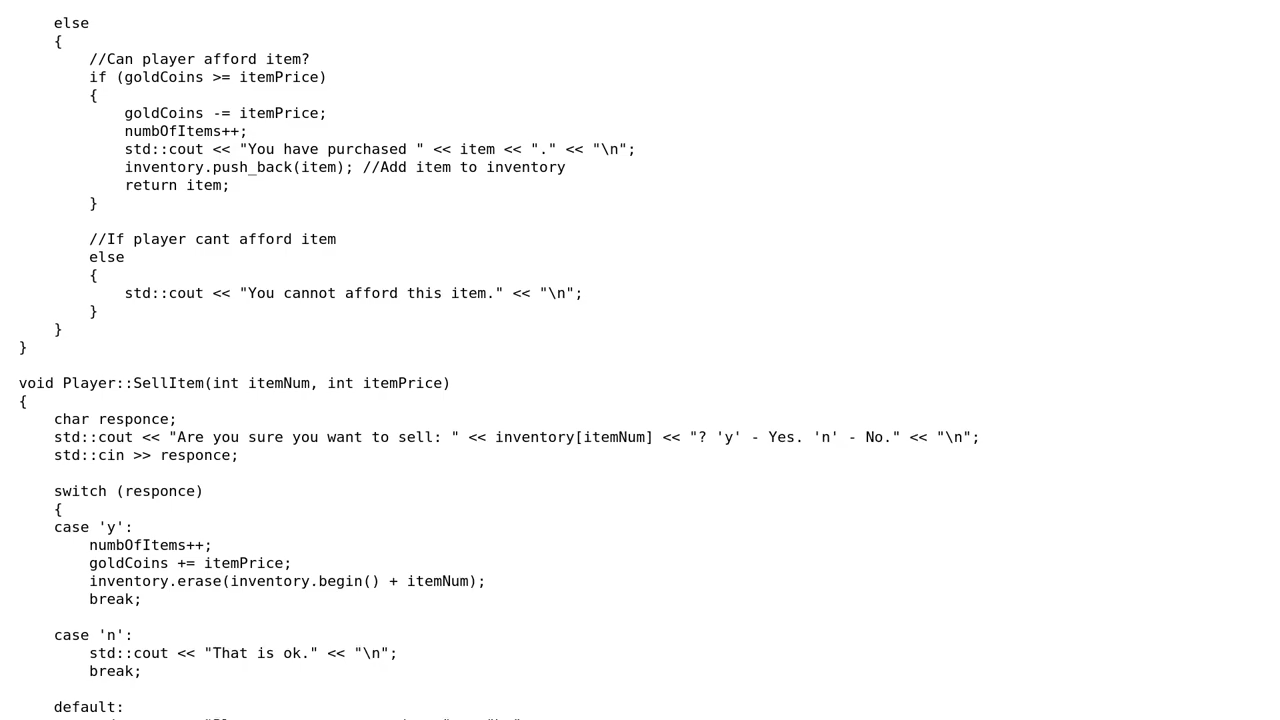 else
{
//Can player afford item?
if (goldCoins >= itemPrice)
{
goldCoins -= itemPrice;
numbOfItems++;
std::cout << "You have purchased " << item << "." << "\n";
inventory.push_back(item); //Add item to inventory
return item;
}
//If player cant afford item
else
{
std::cout << "You cannot afford this item." << "\n";
}
}
}
void Player::SellItem(int itemNum, int itemPrice)
{
char responce;
std::cout << "Are you sure you want to sell: " << inventory[itemNum] << "? 'y' - Yes. 'n' - No." << "\n";
std::cin >> responce;
switch (responce)
{
case 'y':
numbOfItems++;
goldCoins += itemPrice;
inventory.erase(inventory.begin() + itemNum);
break;
case 'n':
std::cout << "That is ok." << "\n";
break;
default: